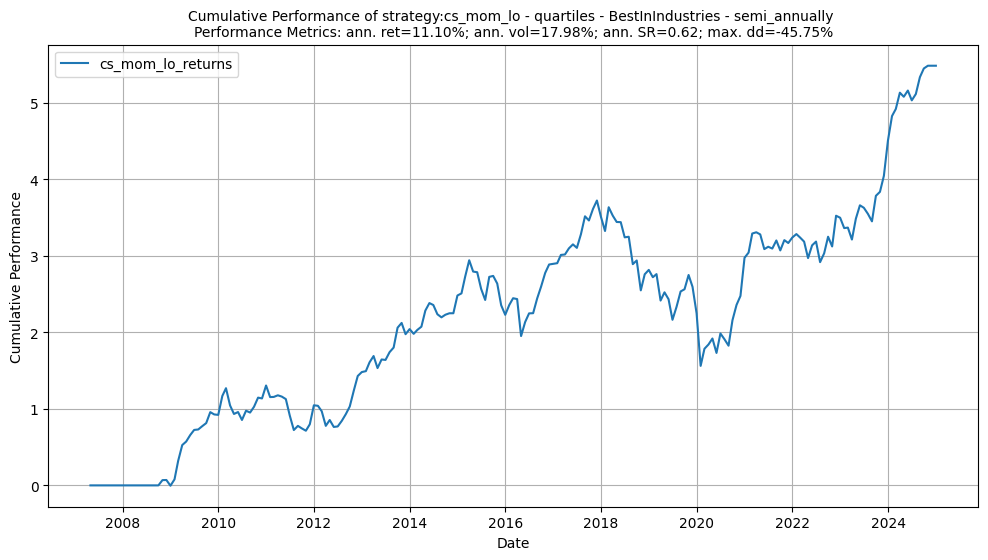 Cumulative Performance of strategy:cs_mom_lo - quartiles - BestInIndustries - semi_annually
Performance Metrics: ann. ret=11.10%; ann. vol=17.98%; ann. SR=0.62; max. dd=-45.75%
cs_mom_lo_returns
Cumulative Performance
5
4
3
2
1
0
2008 2010 2012 2014 2016 2018 2020 2022 2024
Date